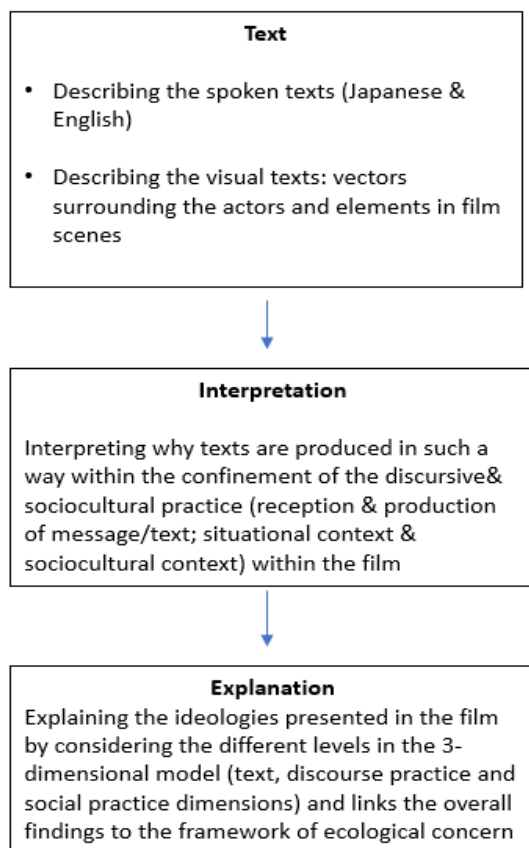 Text
• Describing the spoken texts (Japanese &
English)
• Describing the visual texts: vectors
surrounding the actors and elements in film
scenes
Interpretation
Interpreting why texts are produced in such a
way within the confinement of the discursive&
sociocultural practice (reception & production
of message/text; situational context &
sociocultural context) within the film
Explanation
Explaining the ideologies presented in the film
by considering the different levels in the 3-
dimensional model (text, discourse practice and
social practice dimensions) and links the overall
findings to the framework of ecological concern